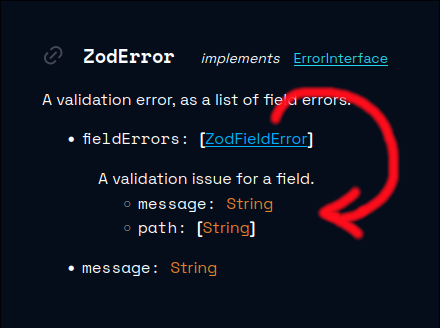 ZodError implements ErrorInterface
A validation error, as a list of field errors.
• fieldErrors: [ZodFieldError]
A validation issue for a field.
◦ message: String
◦ path: [String]
• message: String